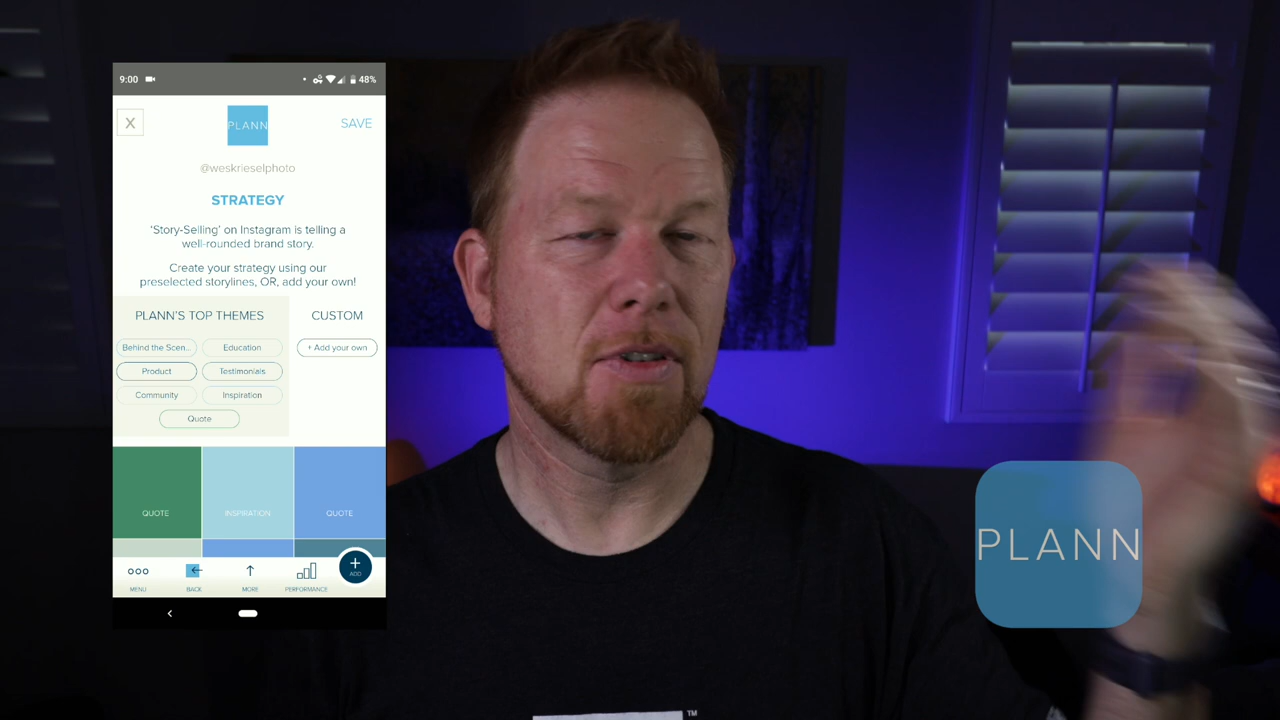 9:00
48%
X
PLANN
SAVE
@weskrieselphoto
STRATEGY
‘Story-Selling’ on Instagram is telling a
well-rounded brand story.
Create your strategy using our
preselected storylines, OR, add your own!
PLANN’S TOP THEMES
CUSTOM
Behind the Scen...
Education
+ Add your own
Product
Testimonials
Community
Inspiration
Quote
QUOTE
INSPIRATION
QUOTE
MENU
BACK
MORE
PERFORMANCE
ADD
PLANN
TM